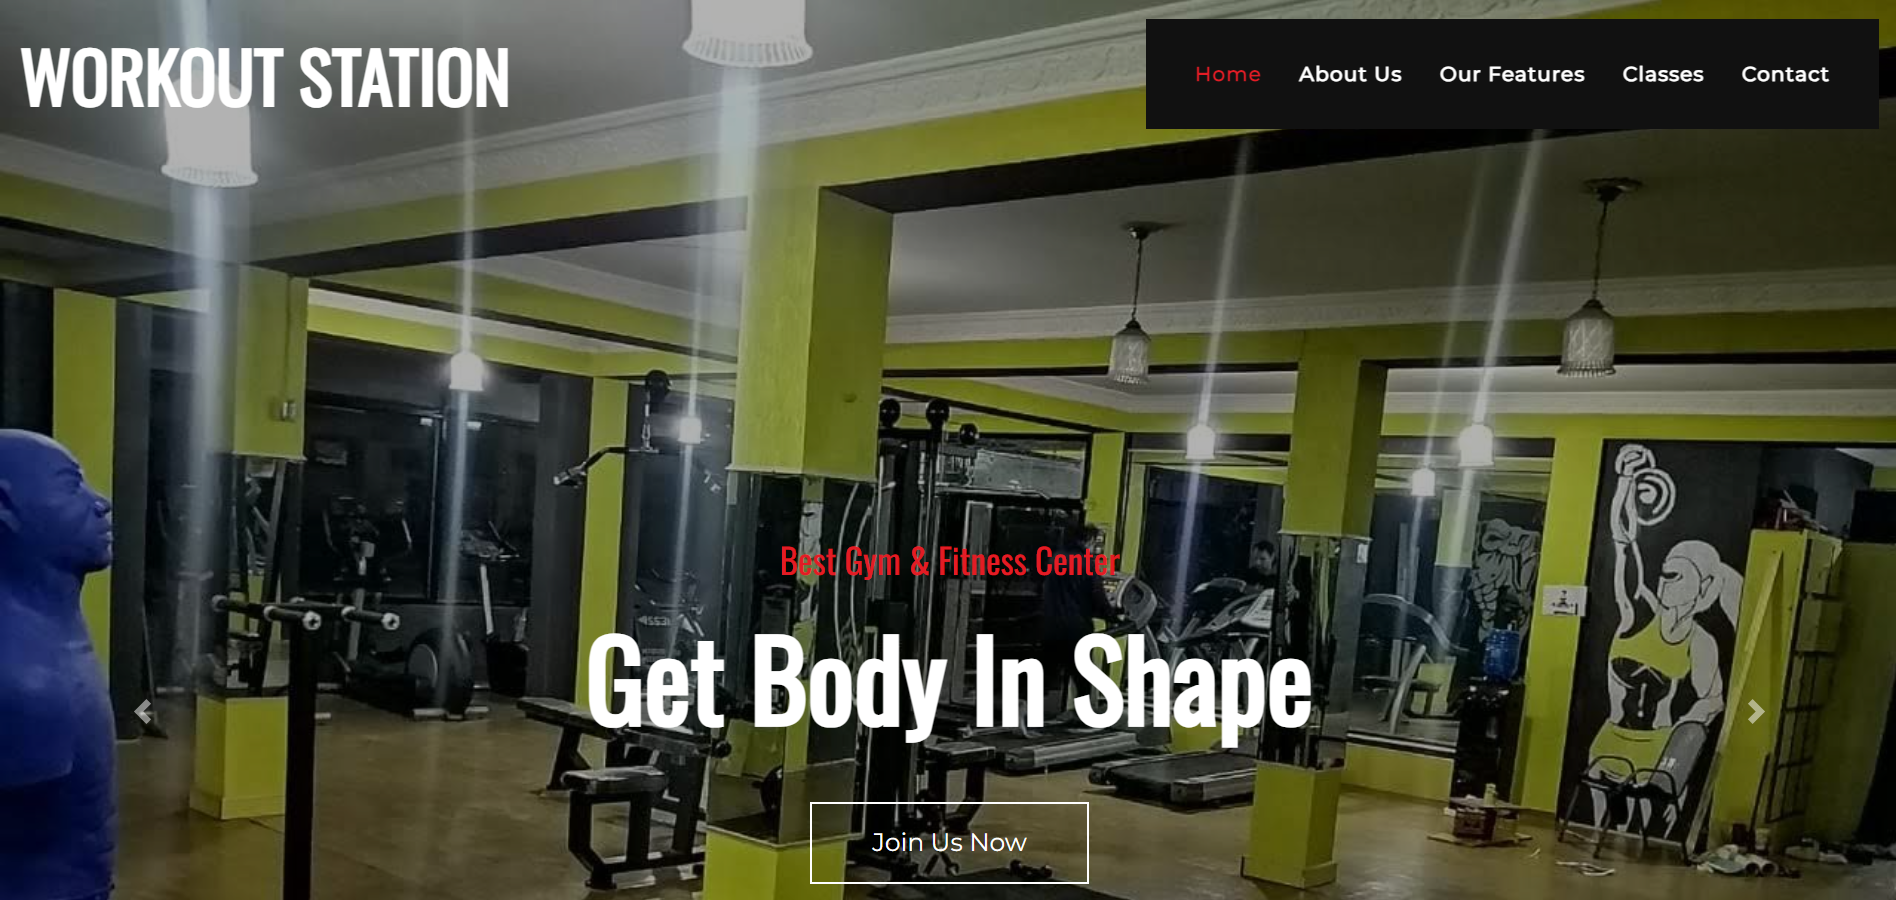 WORKOUT STATION
Home
About Us
Our Features
Classes
Contact
Best Gym & Fitness Center
Get Body In Shape
Join Us Now